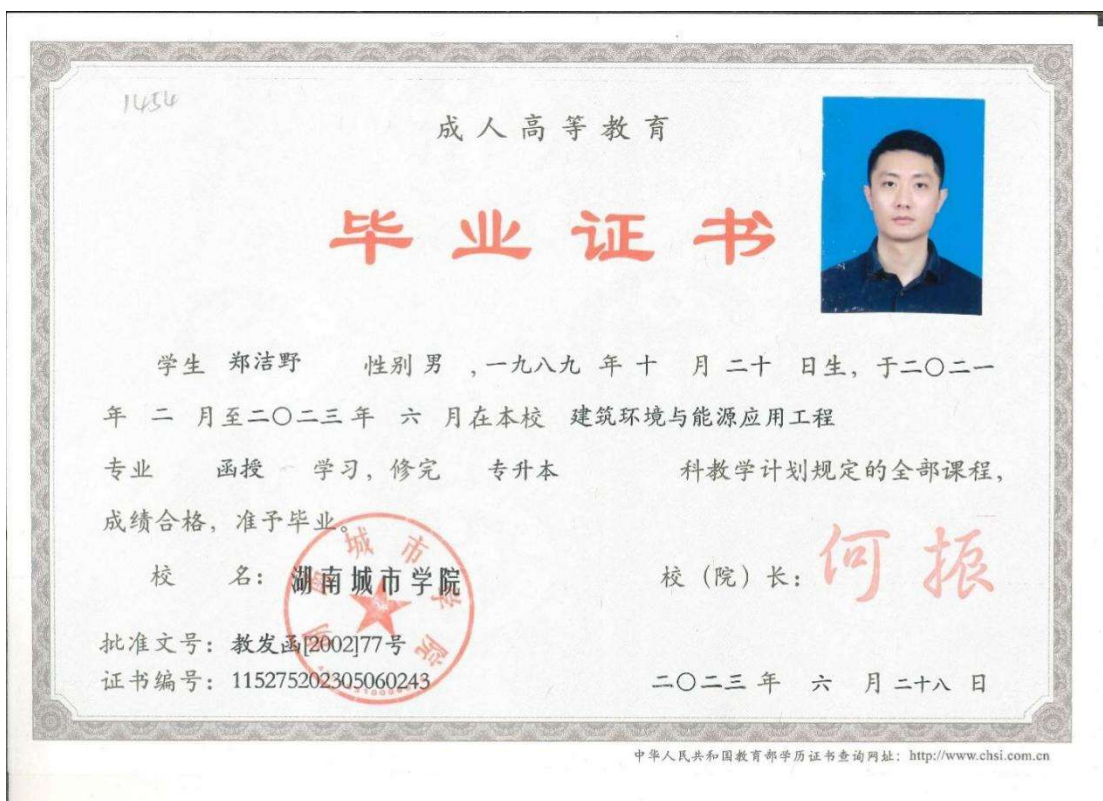 1454
成人高等教育
毕业证书
学生 郑洁野 性别 男 ,一九八九 年 十 月 二十 日生，于二〇二一
年 二 月至二〇二三年 六 月在本校 建筑环境与能源应用工程
专业 函授 学习，修完 专升本 科教学计划规定的全部课程，
成绩合格，准予毕业。
校 名：湖南城市学院
校（院）长：何振
湖南城市学院
批准文号：教发函[2002]77号
证书编号：115275202305060243
二〇二三 年 六 月 二十八 日
中华人民共和国教育部学历证书查询网址：http://www.chsi.com.cn